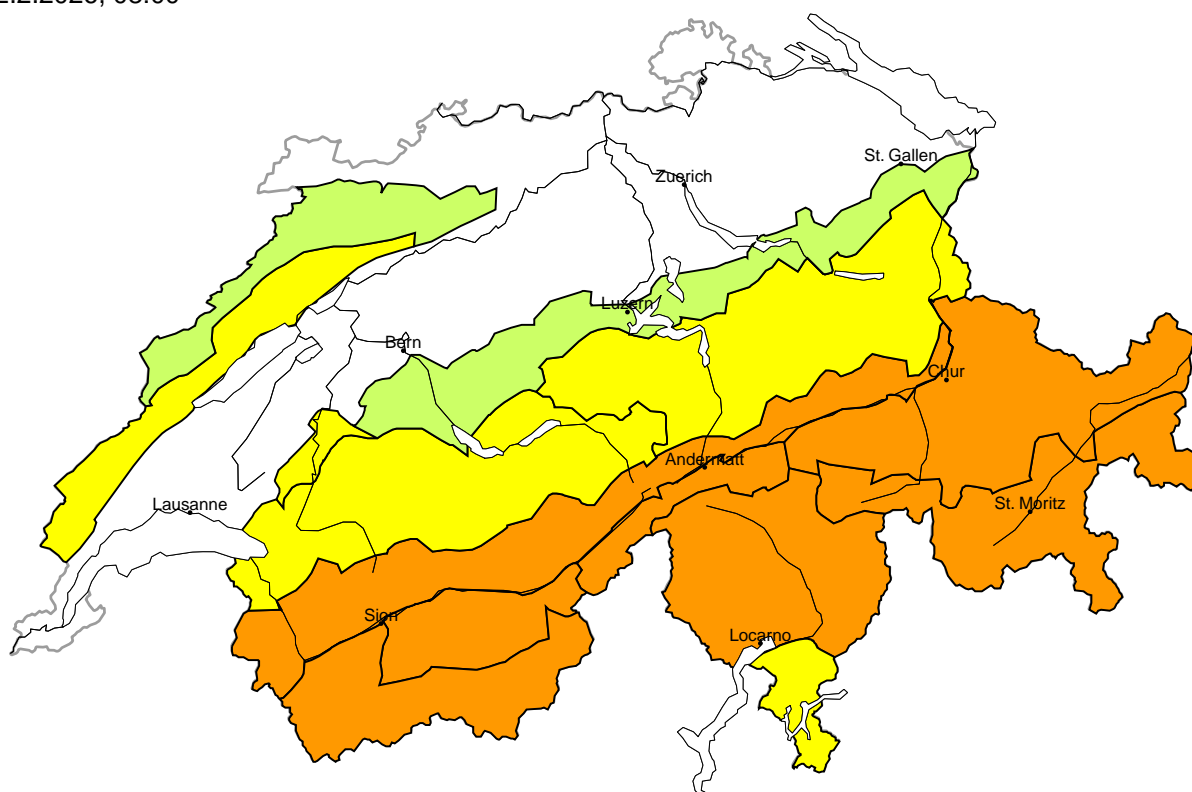 St. Gallen
Zuerich
Luzern
Bern
Chur
Andermatt
Lausanne
St. Moritz
Sion
Locarno